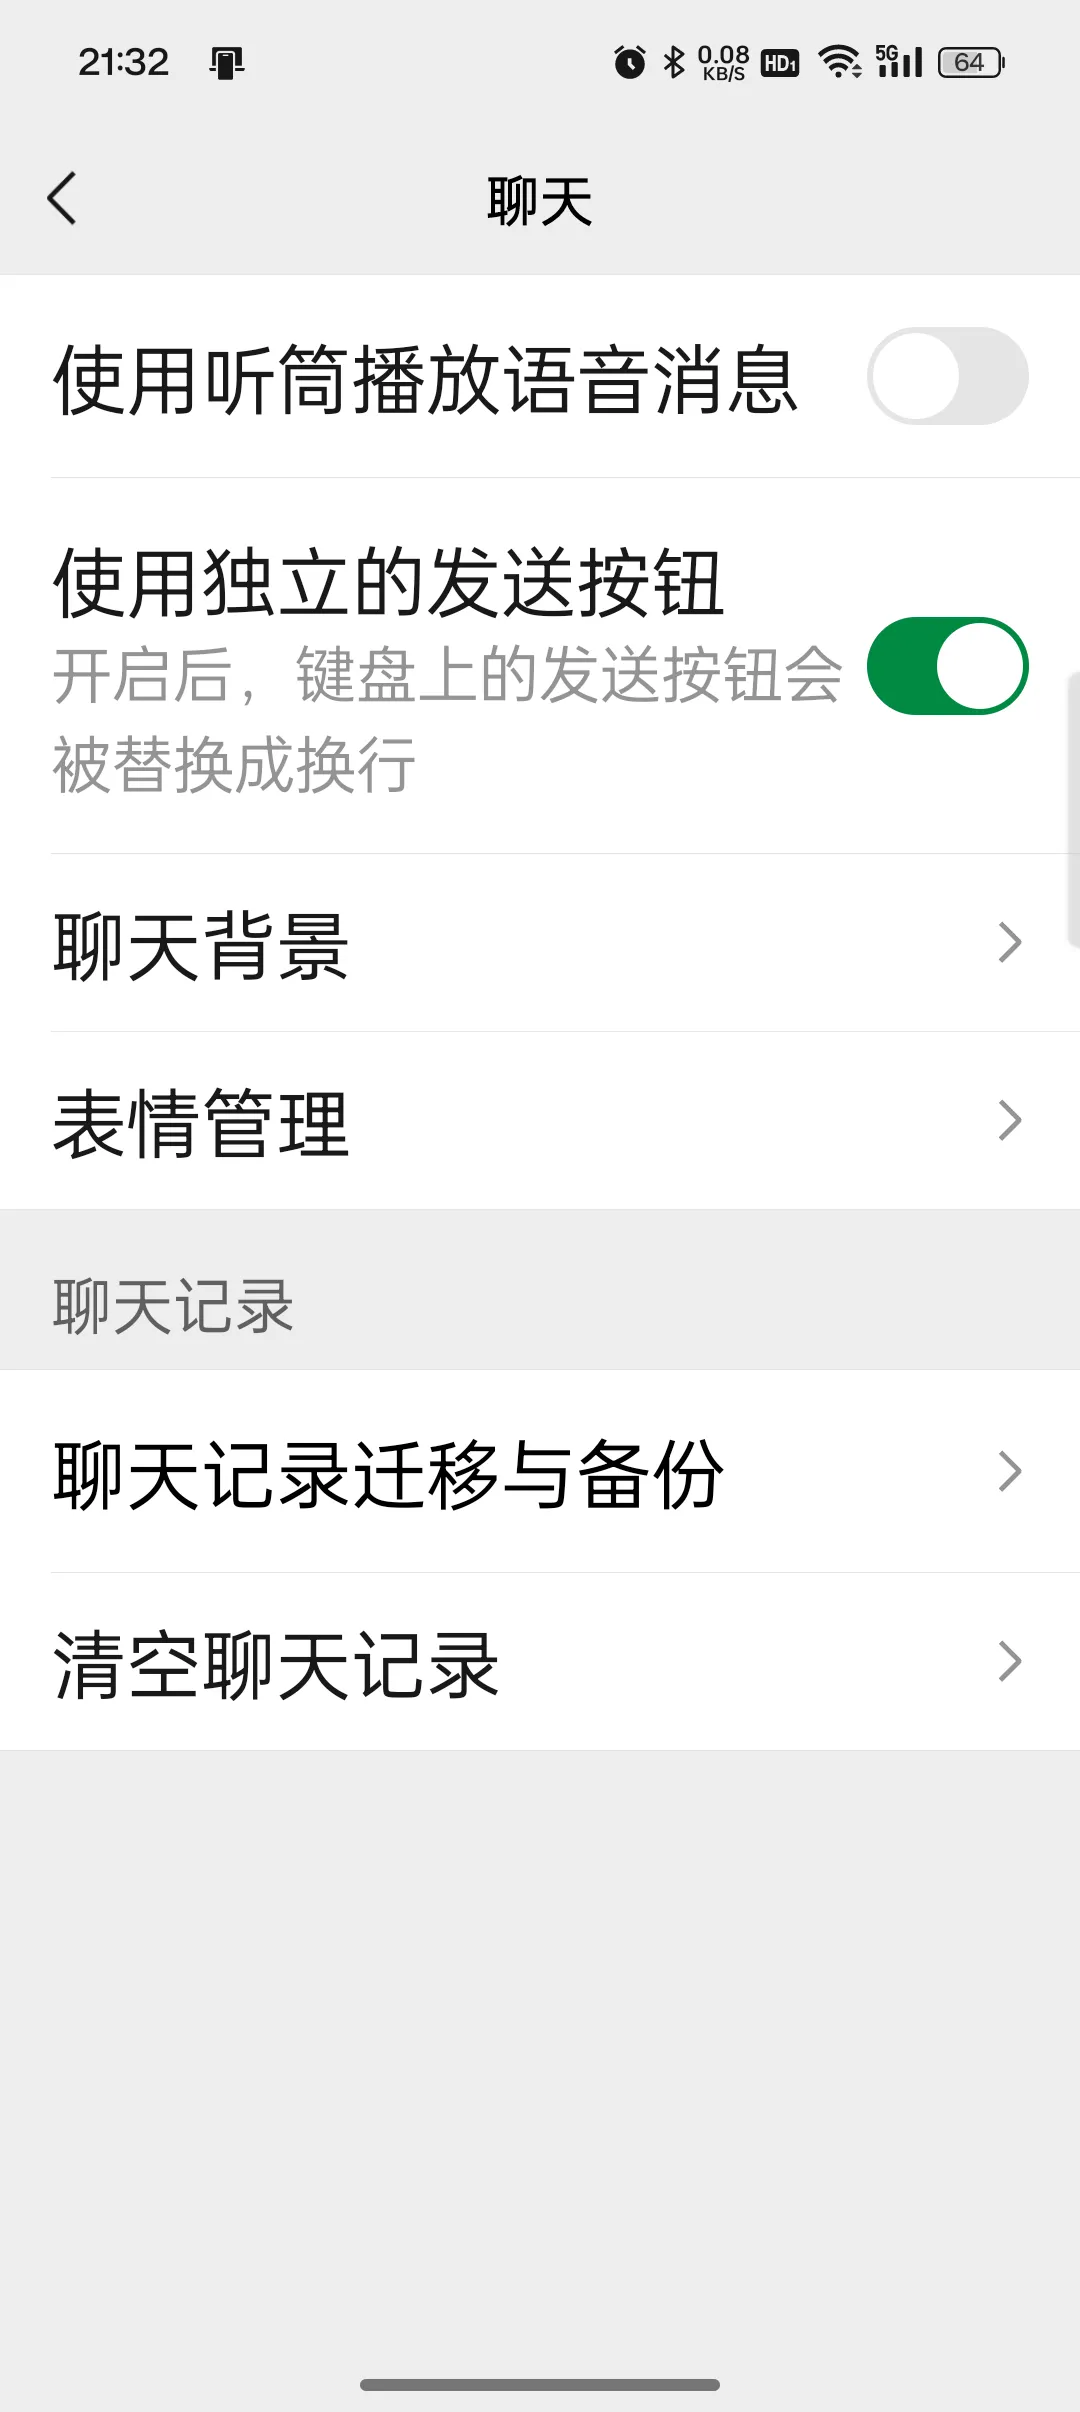 21:32
0.08
KB/S
HD1
5G
64
聊天
使用听筒播放语音消息
使用独立的发送按钮
开启后，键盘上的发送按钮会
被替换成换行
聊天背景
表情管理
聊天记录
聊天记录迁移与备份
清空聊天记录